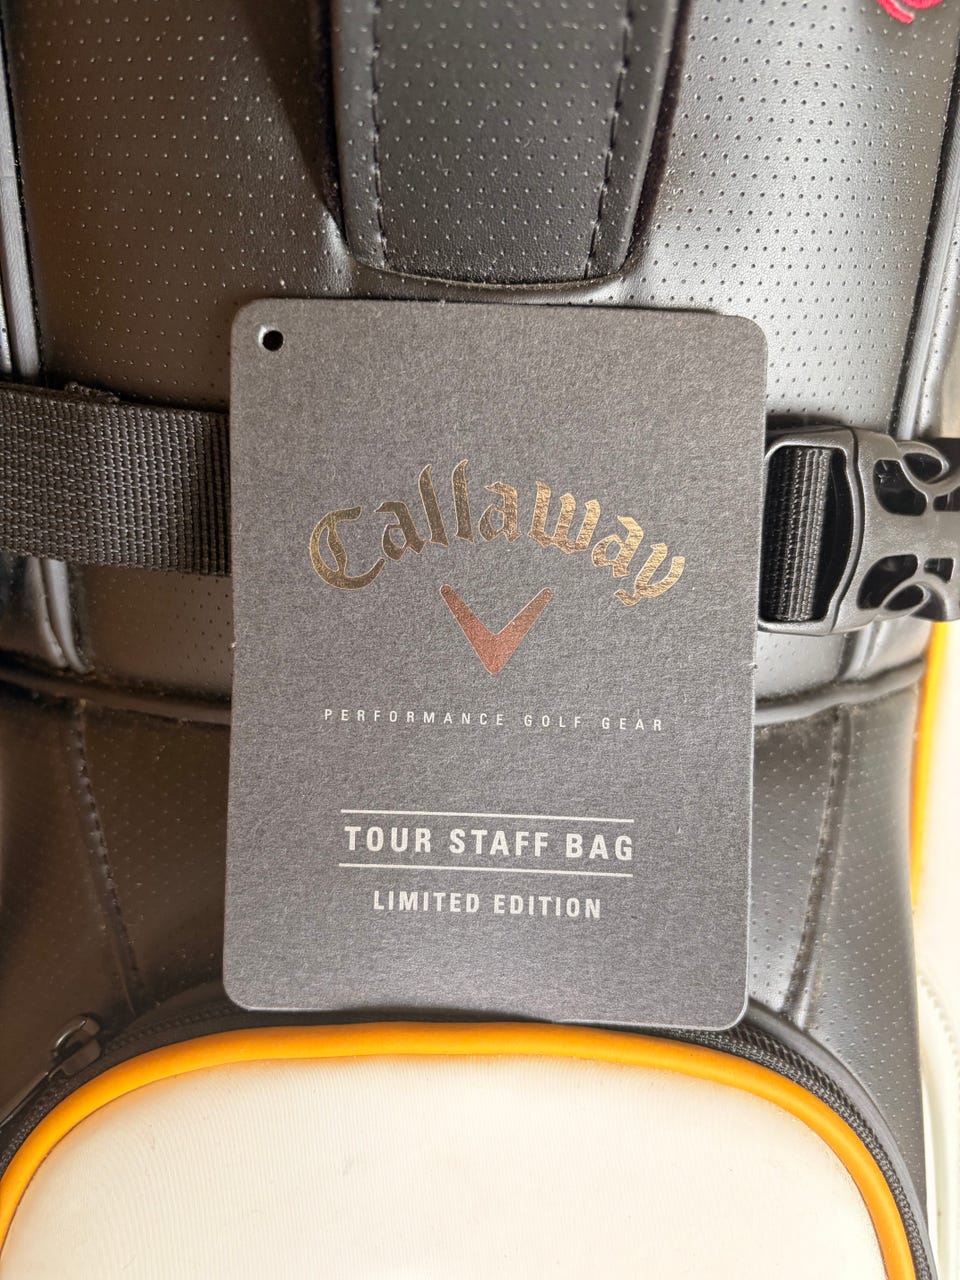 Callaway
PERFORMANCE GOLF GEAR
TOUR STAFF BAG
LIMITED EDITION